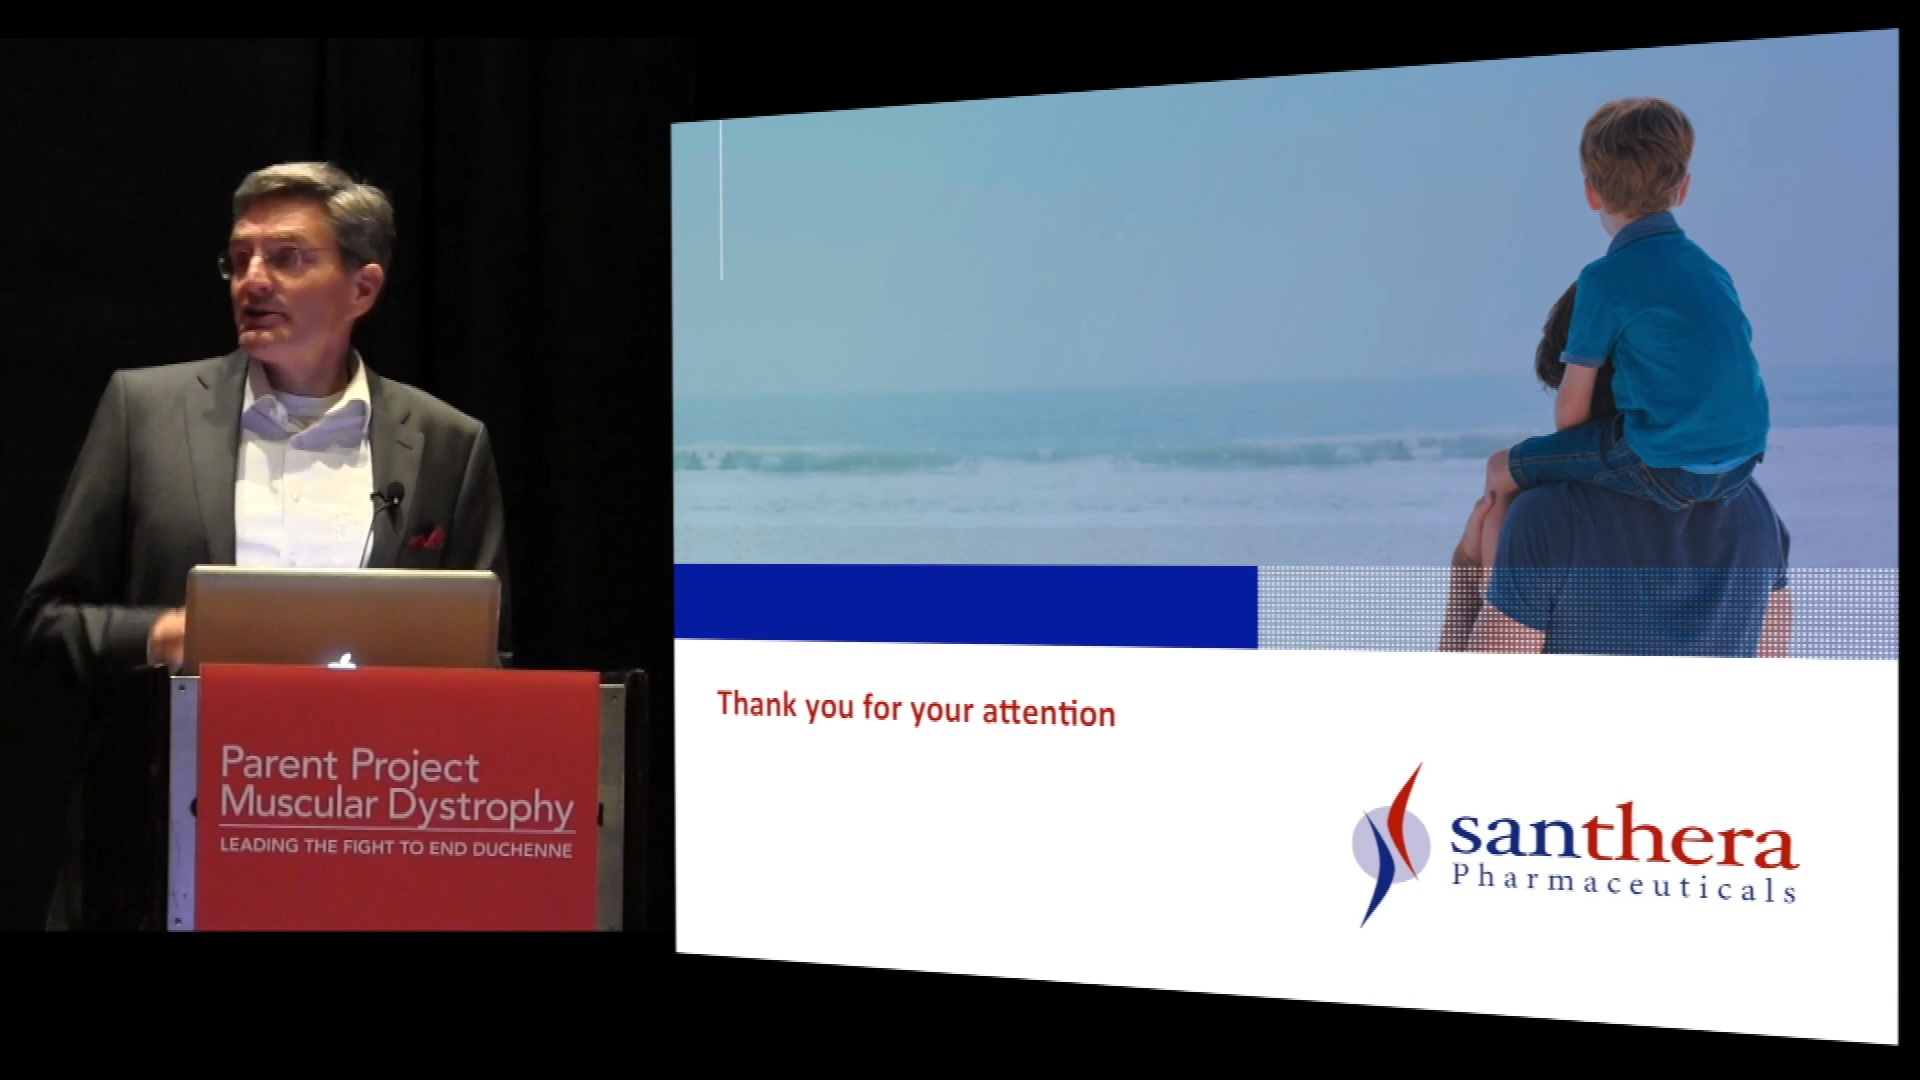 Parent Project
Muscular Dystrophy
LEADING THE FIGHT TO END DUCHENNE
Thank you for your attention
santhera
Pharmaceuticals